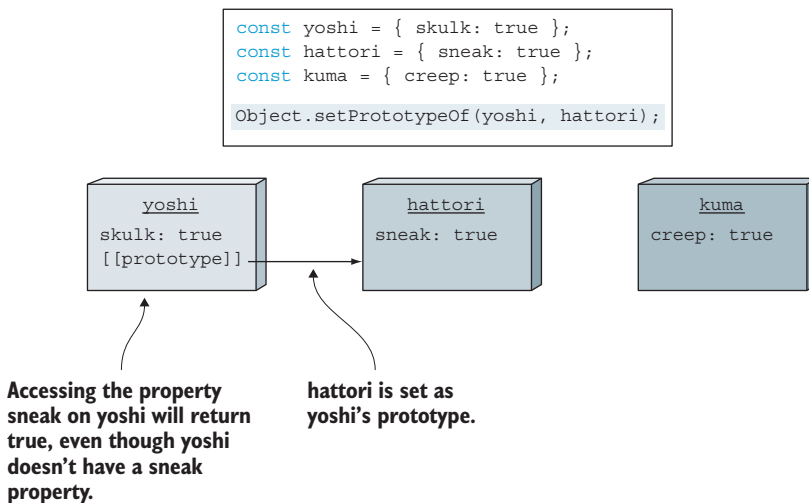 const yoshi = { skulk: true };
const hattori = { sneak: true };
const kuma = { creep: true };
Object.setPrototypeOf(yoshi, hattori);
yoshi
skulk: true
[[prototype]]
hattori
sneak: true
kuma
creep: true
Accessing the property
sneak on yoshi will return
true, even though yoshi
doesn’t have a sneak
property.
hattori is set as
yoshi’s prototype.